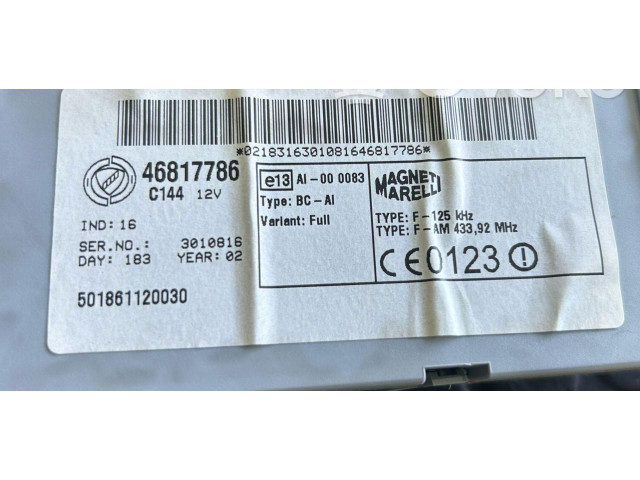 *0218316301081646817786*
46817786
C144 12V
IND: 16
SER.NO.: 3010816
DAY: 183 YEAR: 02
501861120030
e13 AI-00 0083
Type: BC-AI
Variant: Full
MAGNETI
MARELLI
TYPE: F-125 kHz
TYPE: F-AM 433,92 MHz
CE0123